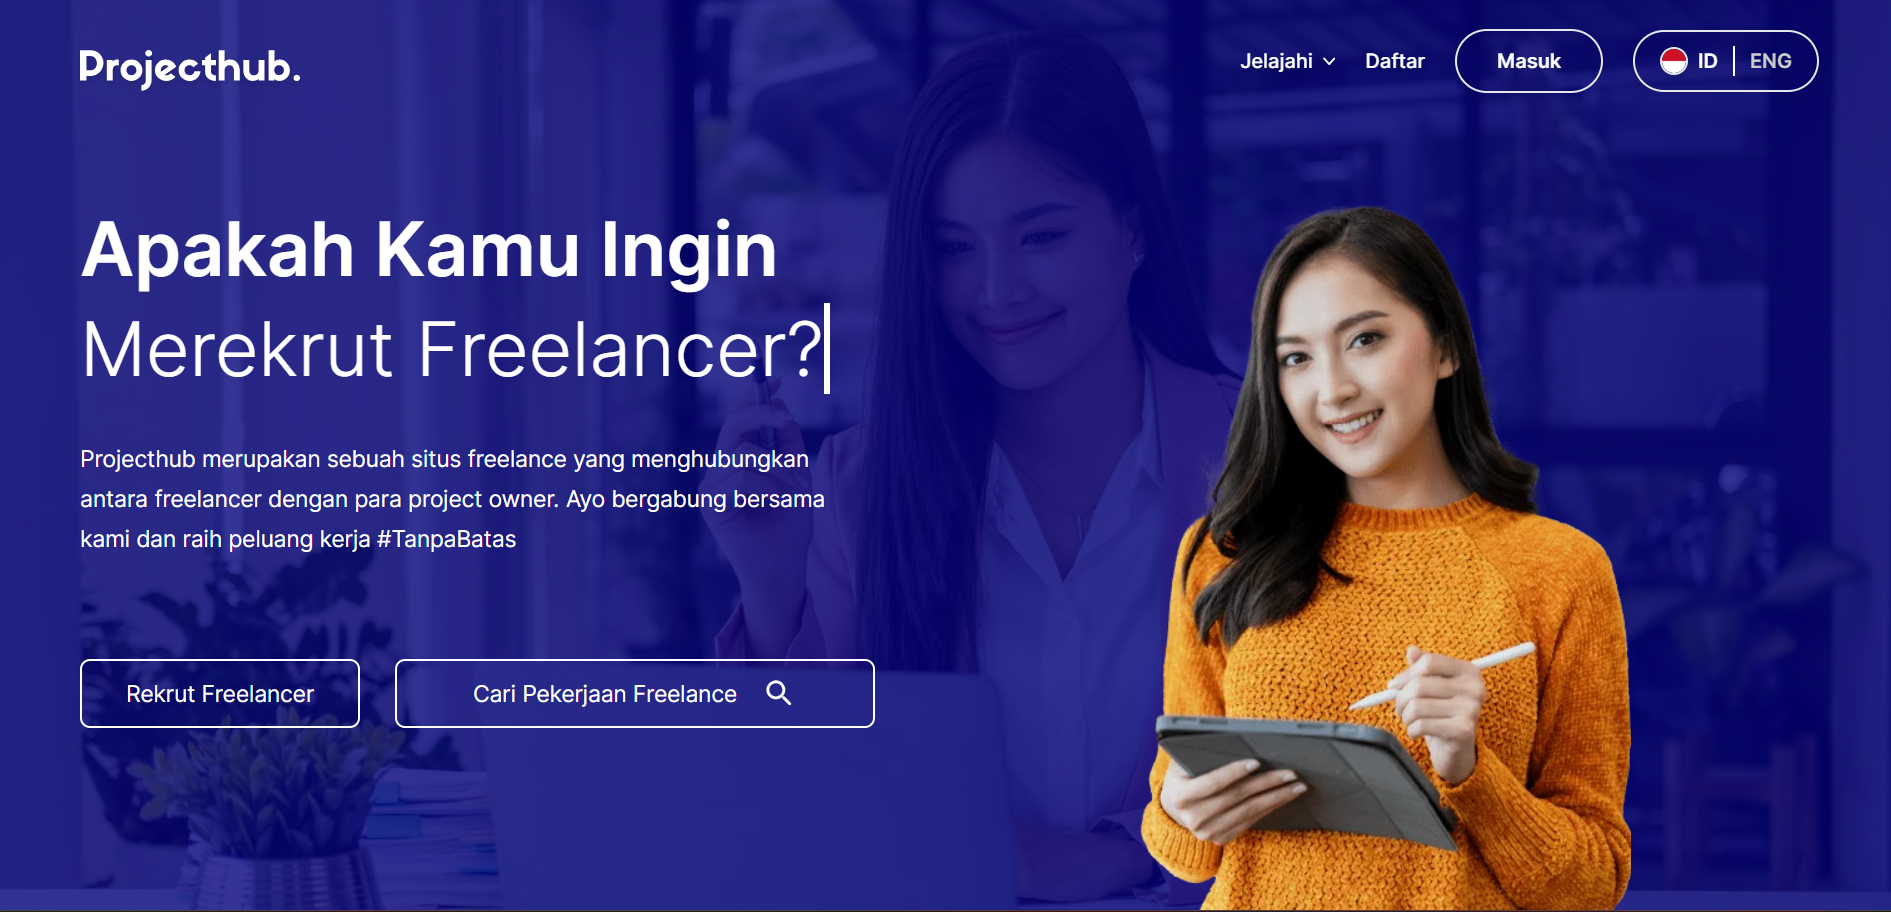 Projecthub.
Jelajahi
Daftar
Masuk
ID
ENG
Apakah Kamu Ingin
Merekrut Freelancer?
Projecthub merupakan sebuah situs freelance yang menghubungkan
antara freelancer dengan para project owner. Ayo bergabung bersama
kami dan raih peluang kerja #TanpaBatas
Rekrut Freelancer
Cari Pekerjaan Freelance